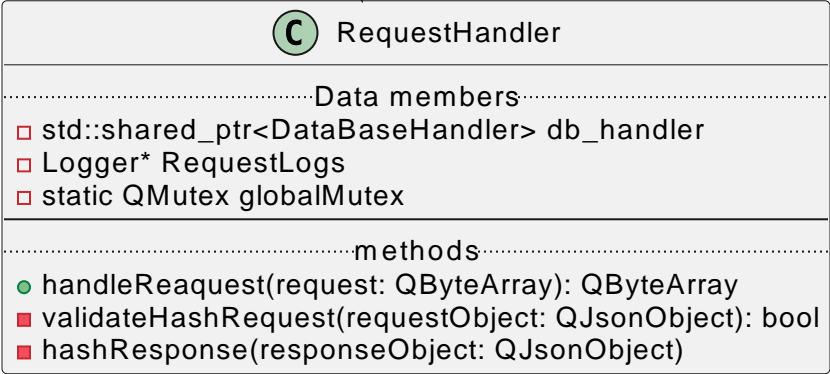 C RequestHandler
Data members
std::shared_ptr<DataBaseHandler> db_handler
Logger* RequestLogs
static QMutex globalMutex
methods
handleReaquest(request: QByteArray): QByteArray
validateHashRequest(requestObject: QJsonObject): bool
hashResponse(responseObject: QJsonObject)